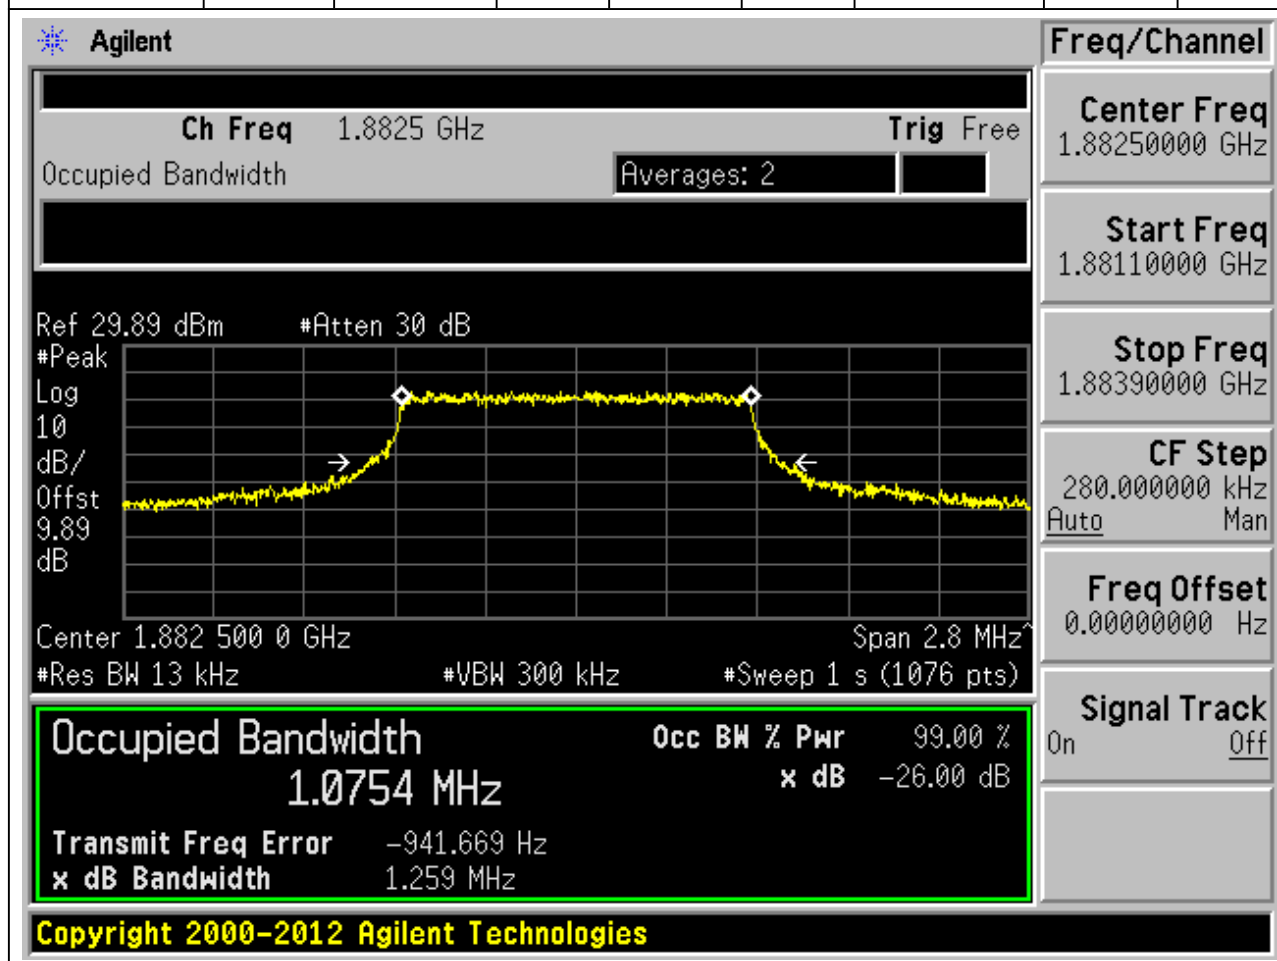 Agilent
Freq/Channel
Ch Freq 1.8825 GHz Trig Free
Occupied Bandwidth Averages: 2
Center Freq
1.88250000 GHz
Start Freq
1.88110000 GHz
Stop Freq
1.88390000 GHz
CF Step
280.000000 kHz
Auto Man
Freq Offset
0.00000000 Hz
Signal Track
On Off
Ref 29.89 dBm #Atten 30 dB
#Peak
Log
10
dB/
Offst
9.89
dB
Center 1.882 500 0 GHz Span 2.8 MHz^
#Res BW 13 kHz #VBW 300 kHz #Sweep 1 s (1076 pts)
Occupied Bandwidth Occ BW % Pwr 99.00 %
1.0754 MHz x dB -26.00 dB
Transmit Freq Error -941.669 Hz
x dB Bandwidth 1.259 MHz
Copyright 2000-2012 Agilent Technologies